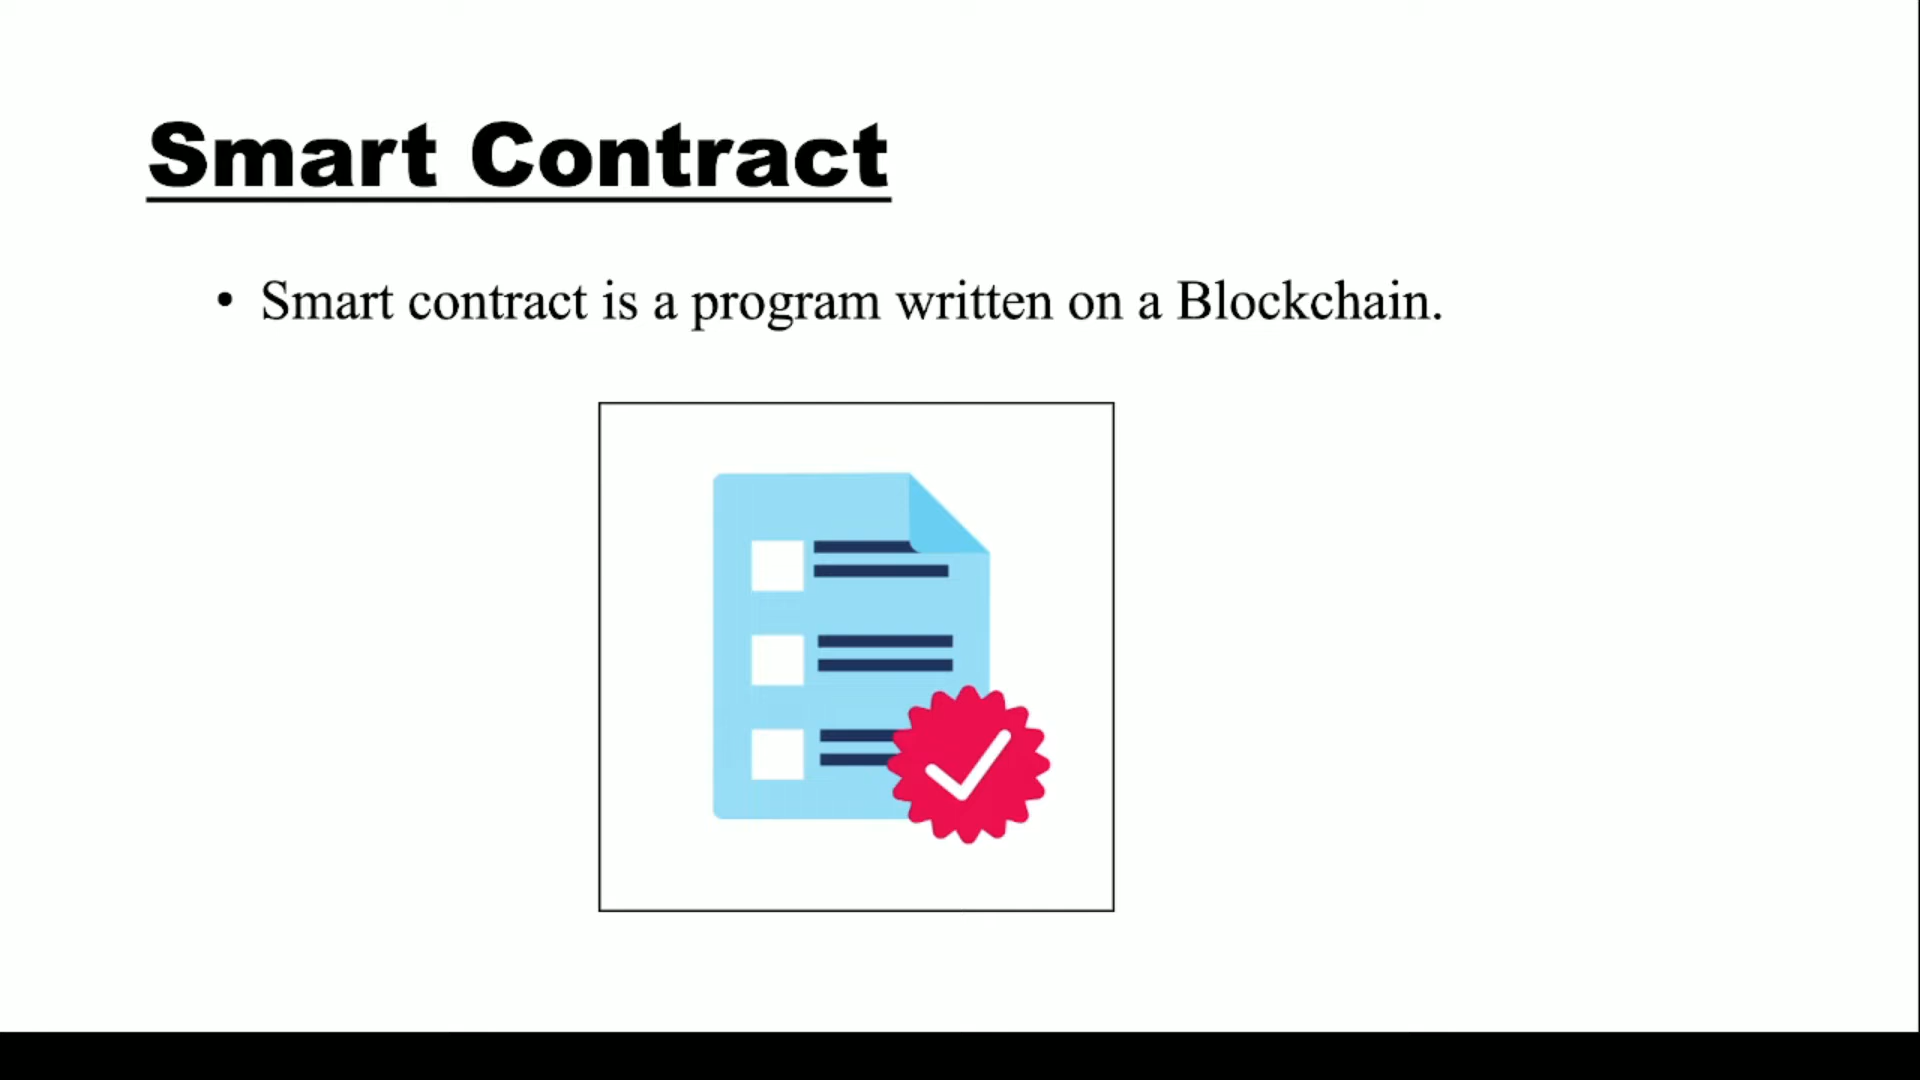 Smart Contract
• Smart contract is a program written on a Blockchain.